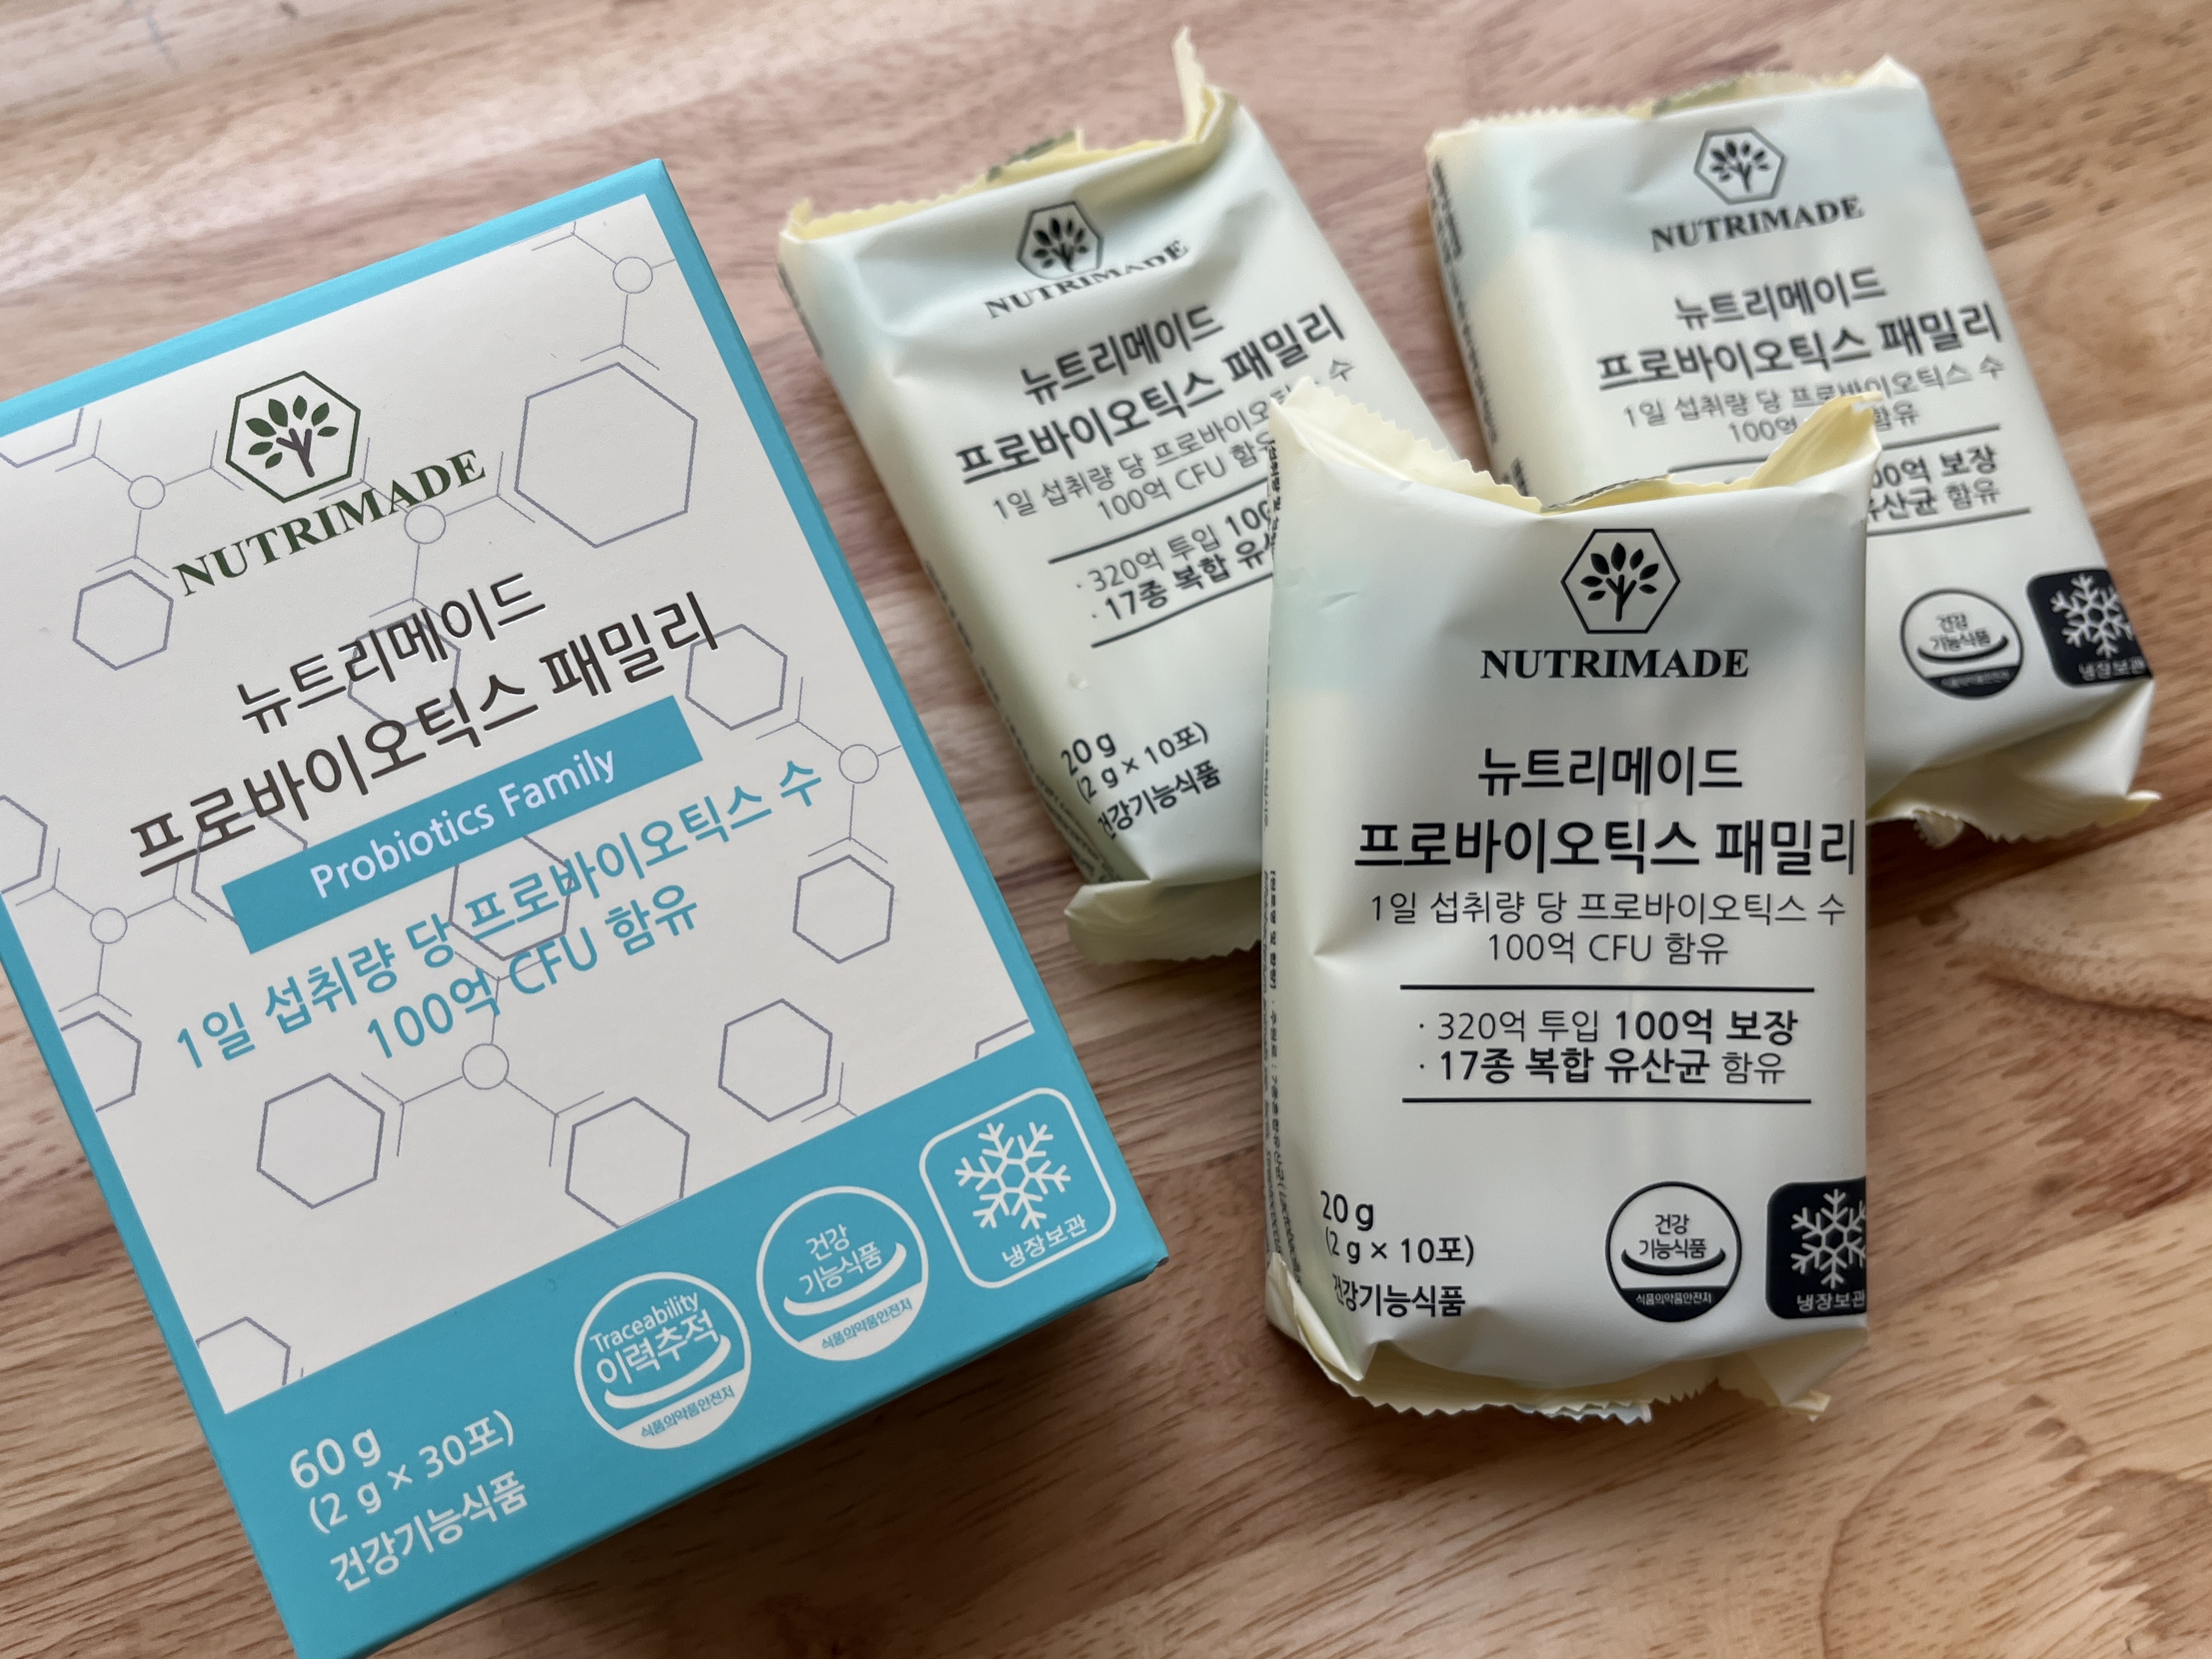 NUTRIMADE
뉴트리메이드
프로바이오틱스 패밀리
Probiotics Family
1일 섭취량 당 프로바이오틱스 수
100억 CFU 함유
60 g
(2 g × 30포)
건강기능식품
Traceability
이력추적
식품의약품안전처
건강
기능식품
식품의약품안전처
냉장보관
NUTRIMADE
뉴트리메이드
프로바이오틱스 패밀리
1일 섭취량 당 프로바이오 수
100억 CFU 함유
· 320억 투입
· 17종 복합
20 g
(2 g × 10포)
건강기능식품
NUTRIMADE
뉴트리메이드
프로바이오틱스 패밀리
1일 섭취량 당 프로바이오틱스 수
100억 함유
보장
함유
건강
기능식품
식품의약품안전처
냉장보관
NUTRIMADE
뉴트리메이드
프로바이오틱스 패밀리
1일 섭취량 당 프로바이오틱스 수
100억 CFU 함유
· 320억 투입 100억 보장
· 17종 복합 유산균 함유
20 g
(2 g × 10포)
건강기능식품
건강
기능식품
식품의약품안전처
냉장보관